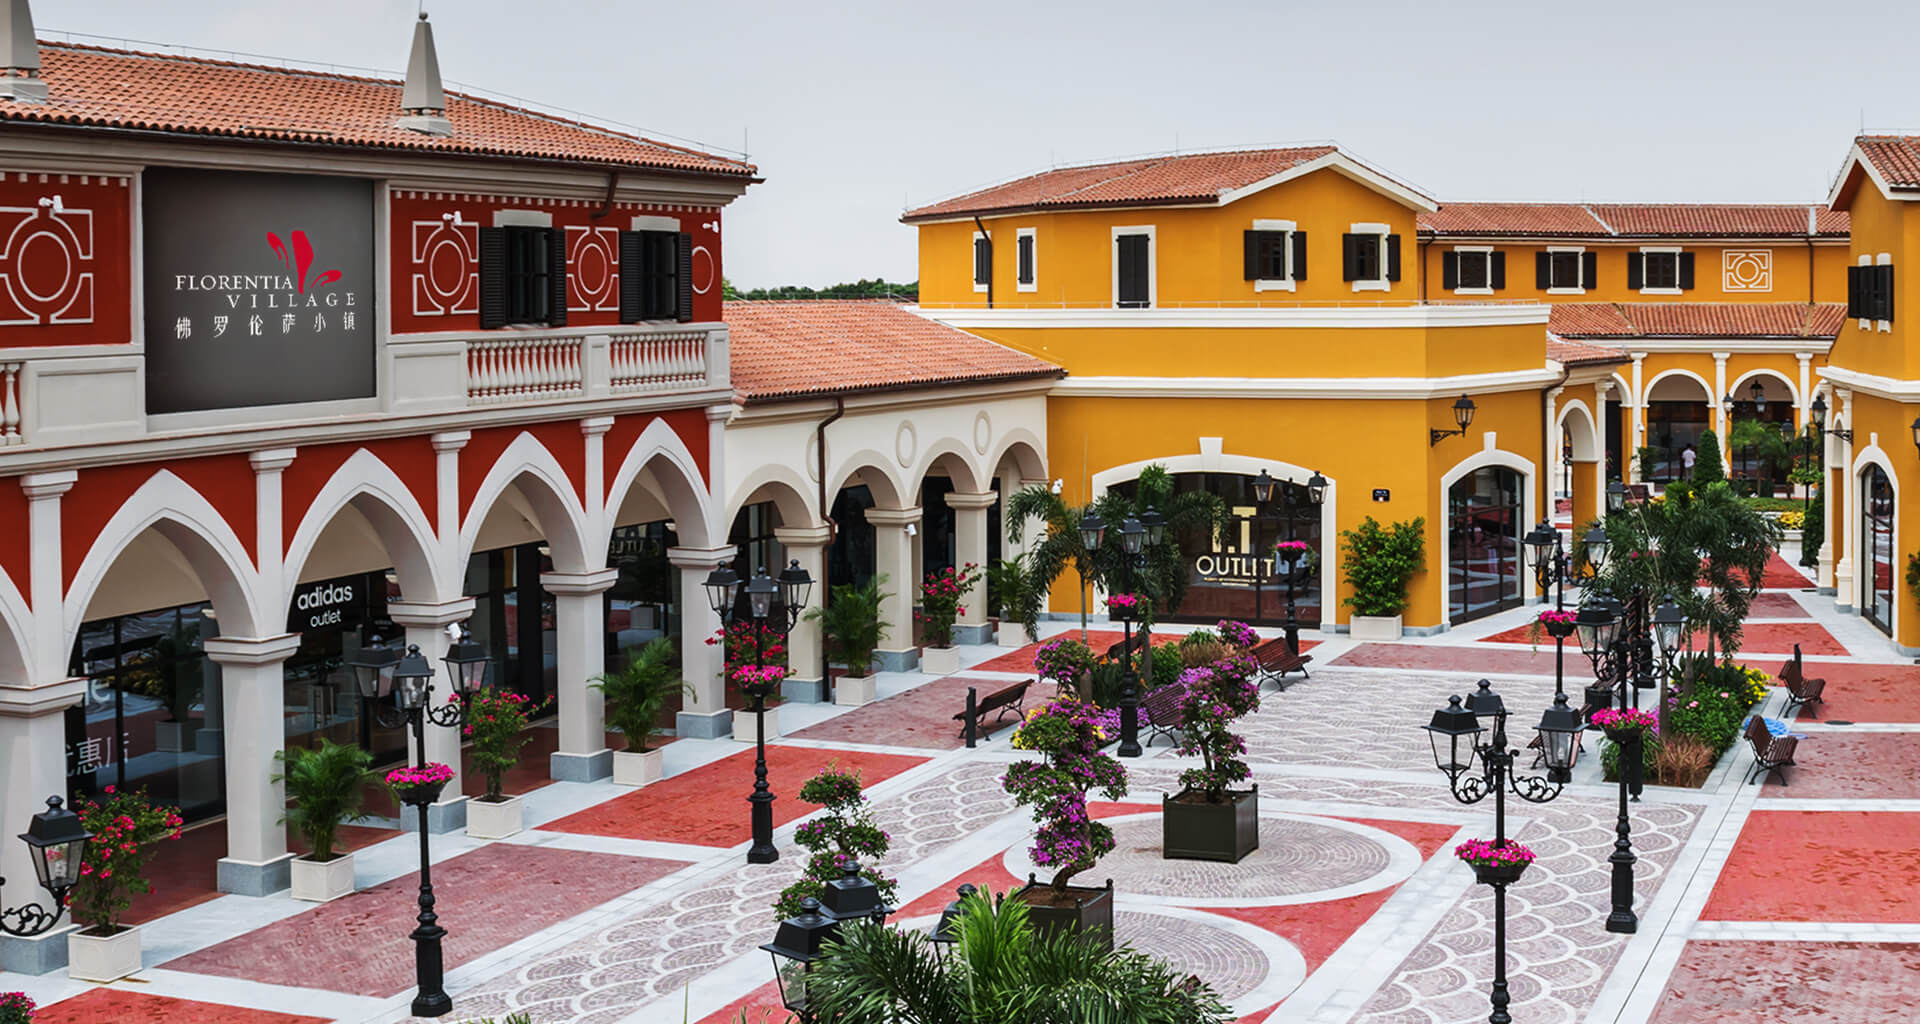 FLORENTIA
VILLAGE
佛罗伦萨小镇
adidas
outlet
I.T
OUTLET